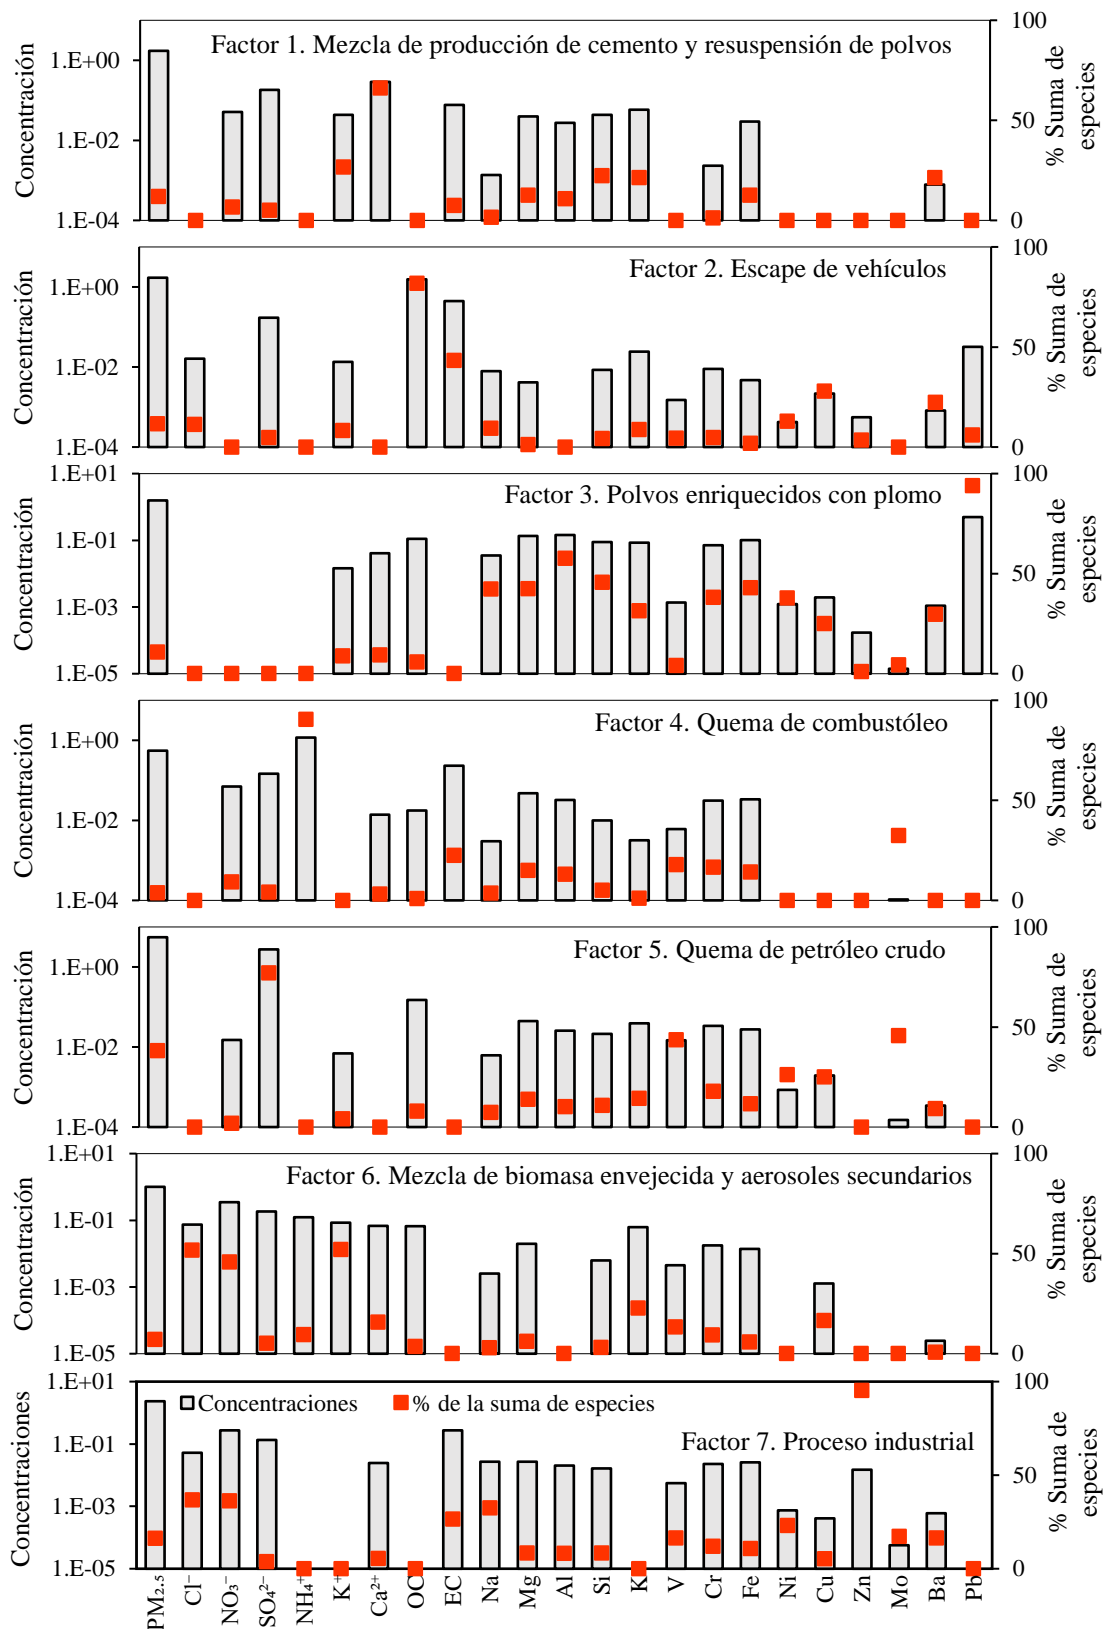 Factor 1. Mezcla de producción de cemento y resuspensión de polvos
Concentración
1.E+00
1.E-02
1.E-04
100
50
0
% Suma de
especies
Factor 2. Escape de vehículos
Concentración
1.E+00
1.E-02
1.E-04
100
50
0
% Suma de
especies
Factor 3. Polvos enriquecidos con plomo
Concentración
1.E+01
1.E-01
1.E-03
1.E-05
100
50
0
% Suma de
especies
Factor 4. Quema de combustóleo
Concentración
1.E+00
1.E-02
1.E-04
100
50
0
% Suma de
especies
Factor 5. Quema de petróleo crudo
Concentración
1.E+00
1.E-02
1.E-04
100
50
0
% Suma de
especies
Factor 6. Mezcla de biomasa envejecida y aerosoles secundarios
Concentración
1.E+01
1.E-01
1.E-03
1.E-05
100
50
0
% Suma de
especies
Concentraciones
% de la suma de especies
Factor 7. Proceso industrial
Concentraciones
1.E+01
1.E-01
1.E-03
1.E-05
100
50
0
% Suma de
especies
PM₂.₅
Cl⁻
NO₃⁻
SO₄²⁻
NH₄⁺
K⁺
Ca²⁺
OC
EC
Na
Mg
Al
Si
K
V
Cr
Fe
Ni
Cu
Zn
Mo
Ba
Pb